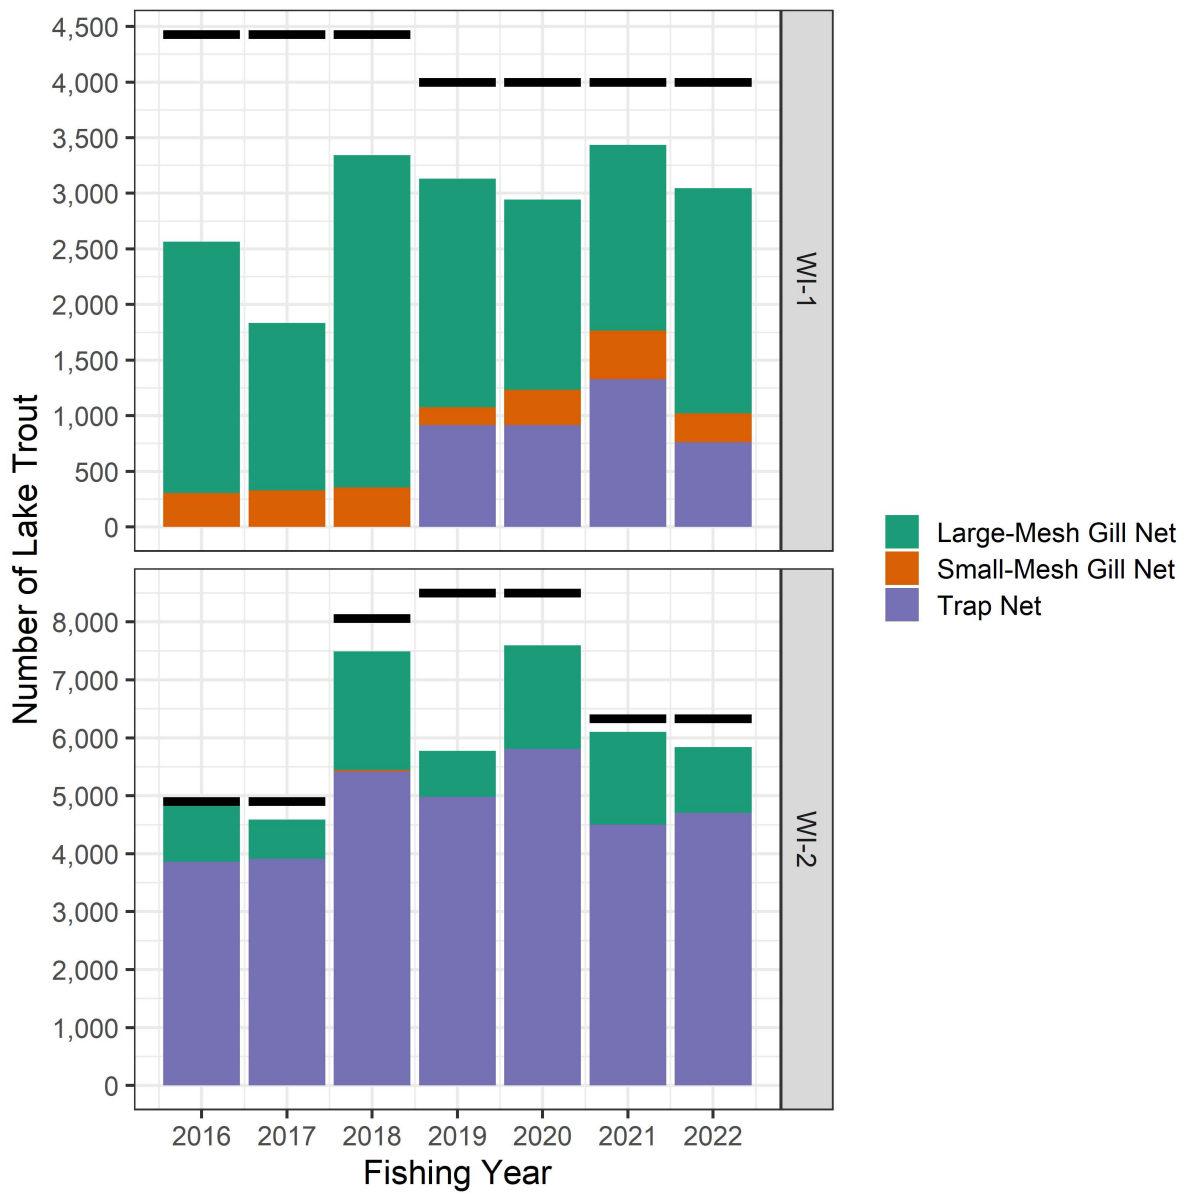 4,500
4,000
3,500
3,000
2,500
2,000
1,500
1,000
500
0
WI-1
8,000
7,000
6,000
5,000
4,000
3,000
2,000
1,000
0
WI-2
Number of Lake Trout
2016 2017 2018 2019 2020 2021 2022
Fishing Year
Large-Mesh Gill Net
Small-Mesh Gill Net
Trap Net